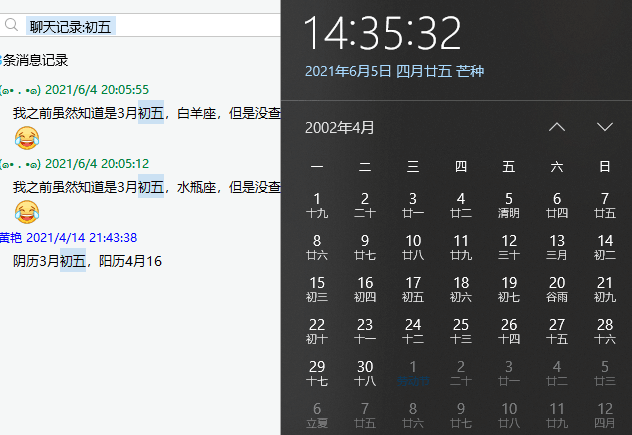 聊天记录:初五
条消息记录
(๑• . •๑) 2021/6/4 20:05:55
我之前虽然知道是3月初五，白羊座，但是没查
(๑• . •๑) 2021/6/4 20:05:12
我之前虽然知道是3月初五，水瓶座，但是没查
黄艳 2021/4/14 21:43:38
阴历3月初五，阳历4月16
14:35:32
2021年6月5日 四月廿五 芒种
2002年4月
一 二 三 四 五 六 日
1 2 3 4 5 6 7
十九 二十 廿一 廿二 清明 廿四 廿五
8 9 10 11 12 13 14
廿六 廿七 廿八 廿九 三十 三月 初二
15 16 17 18 19 20 21
初三 初四 初五 初六 初七 谷雨 初九
22 23 24 25 26 27 28
初十 十一 十二 十三 十四 十五 十六
29 30 1 2 3 4 5
十七 十八 劳动节 二十 廿一 廿二 廿三
6 7 8 9 10 11 12
立夏 廿五 廿六 廿七 廿八 廿九 四月